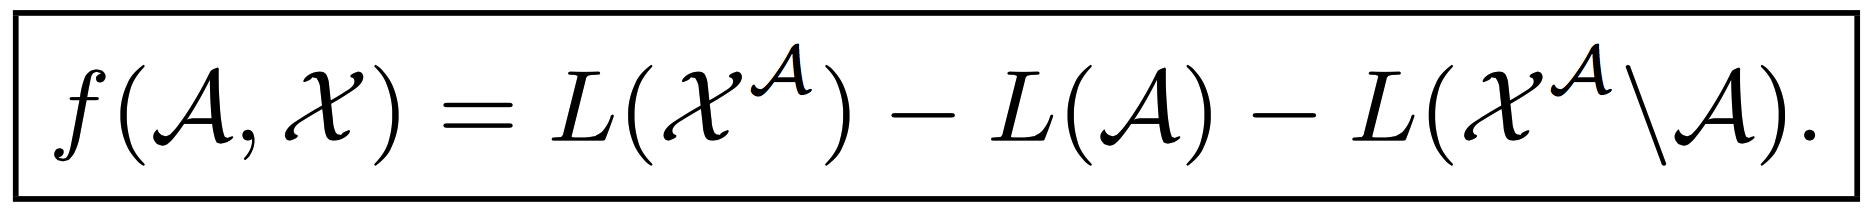 f(𝒜, 𝒳) = L(𝒳^𝒜) − L(𝒜) − L(𝒳^𝒜\𝒜).